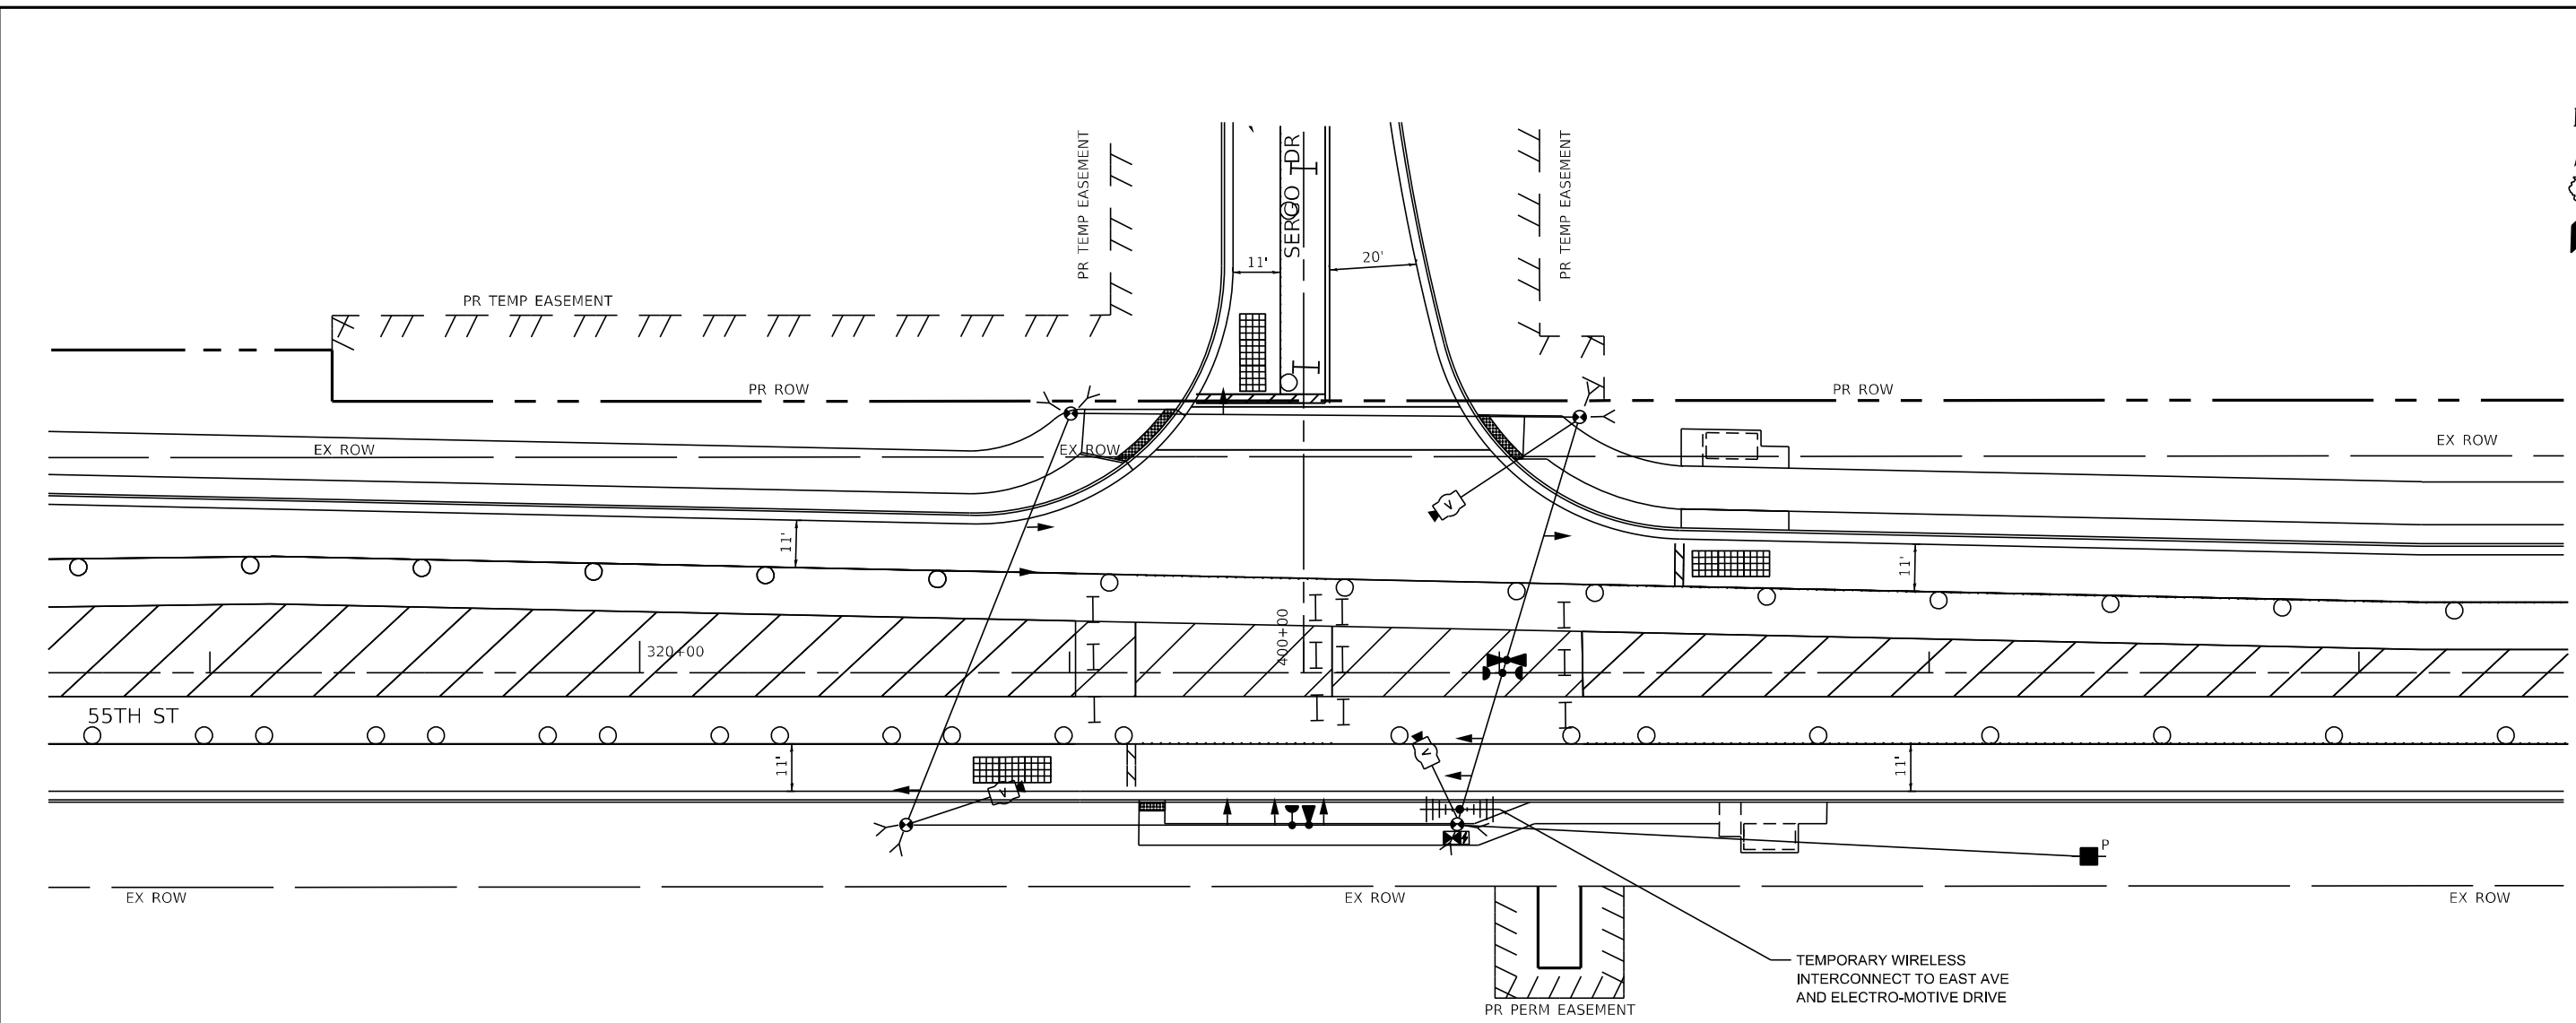 PR TEMP EASEMENT
SERGO DR
PR TEMP EASEMENT
11'
20'
PR TEMP EASEMENT
PR ROW
PR ROW
EX ROW
EX ROW
EX ROW
V
11'
11'
400+00
320+00
55TH ST
V
11'
11'
V
P
EX ROW
EX ROW
EX ROW
TEMPORARY WIRELESS
INTERCONNECT TO EAST AVE
AND ELECTRO-MOTIVE DRIVE
PR PERM EASEMENT